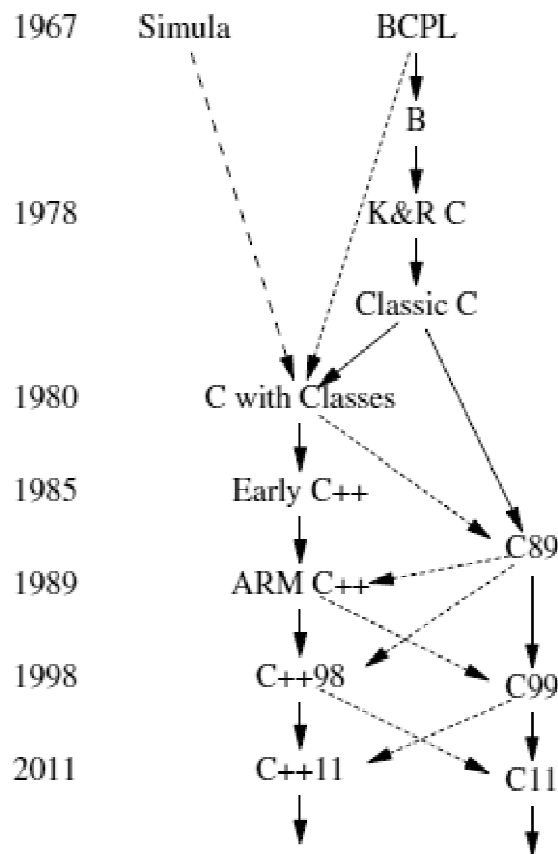 1967 Simula BCPL
B
1978 K&R C
Classic C
1980 C with Classes
1985 Early C++
C89
1989 ARM C++
1998 C++98 C99
2011 C++11 C11